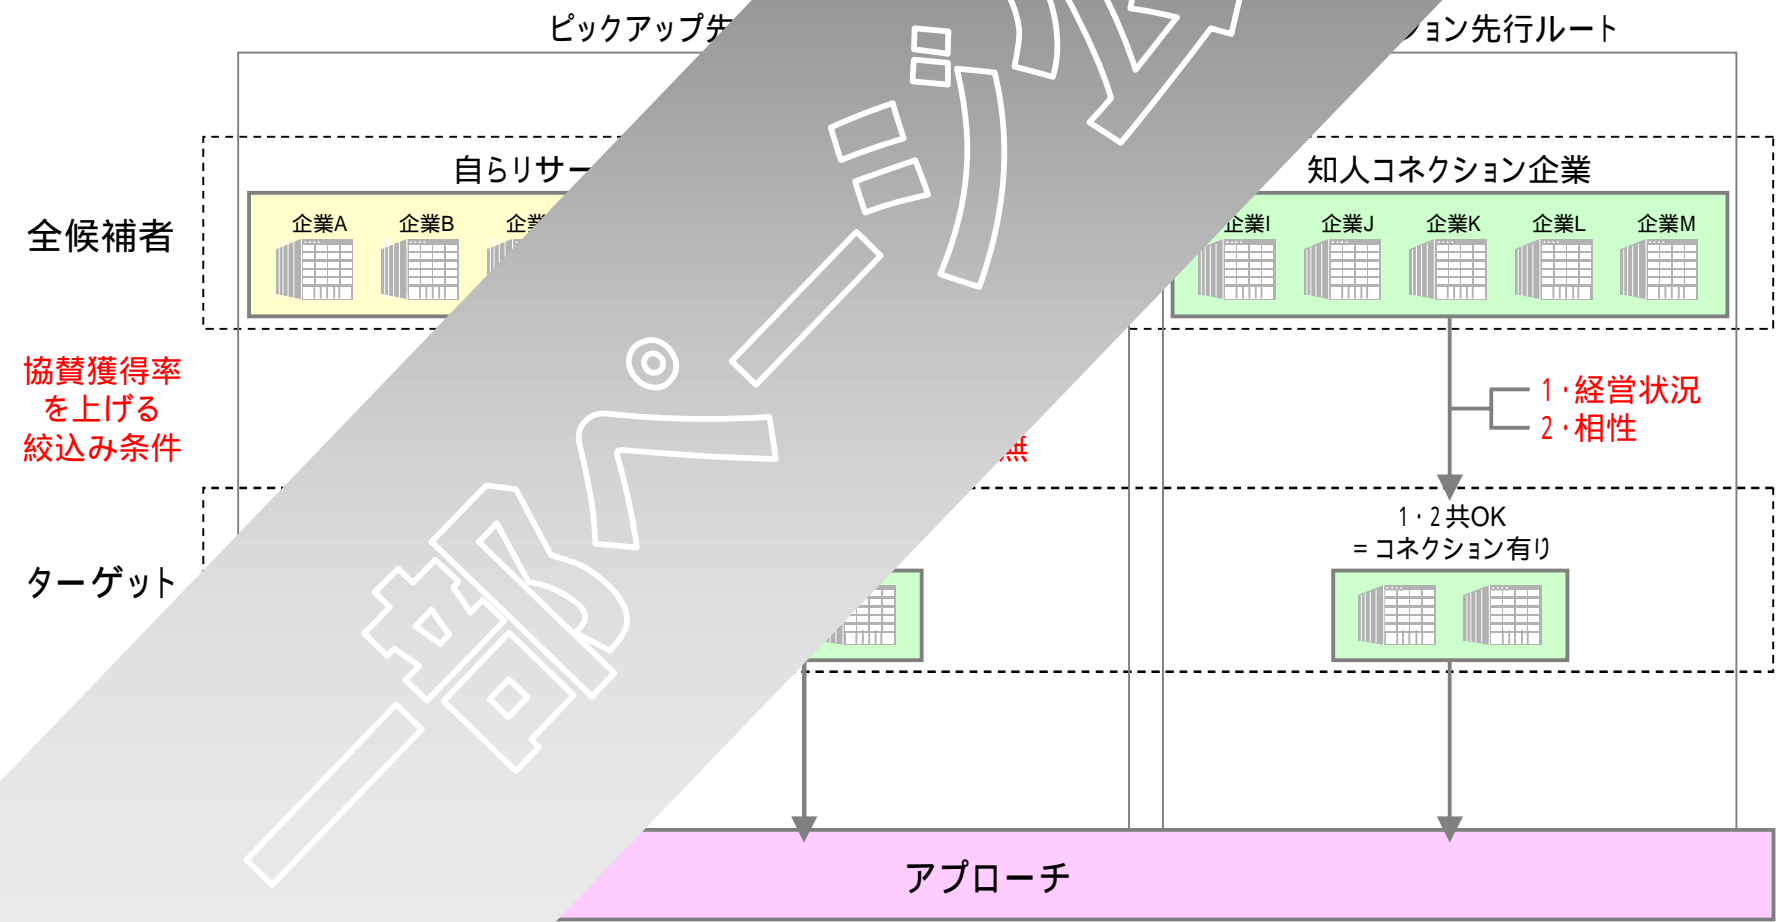 ピックアップ先
ョン先行ルート
自らリサー
知人コネクション企業
全候補者
企業A
企業B
企業
企業I
企業J
企業K
企業L
企業M
協賛獲得率
を上げる
絞込み条件
1・経営状況
2・相性
無
ターゲット
1・2共OK
=コネクション有り
アプローチ
一部ページ